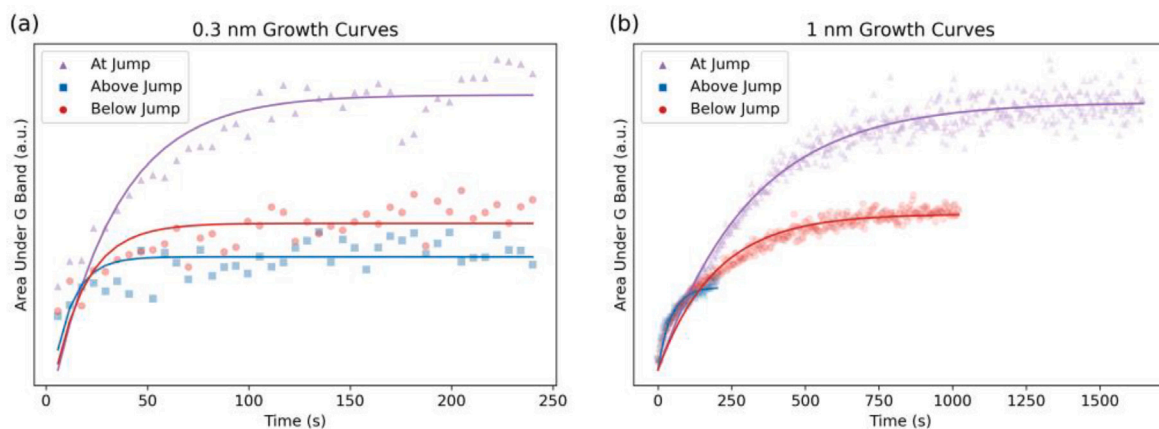 (a)
0.3 nm Growth Curves
At Jump
Above Jump
Below Jump
Area Under G Band (a.u.)
0 50 100 150 200 250
Time (s)
(b)
1 nm Growth Curves
At Jump
Above Jump
Below Jump
Area Under G Band (a.u.)
0 250 500 750 1000 1250 1500
Time (s)